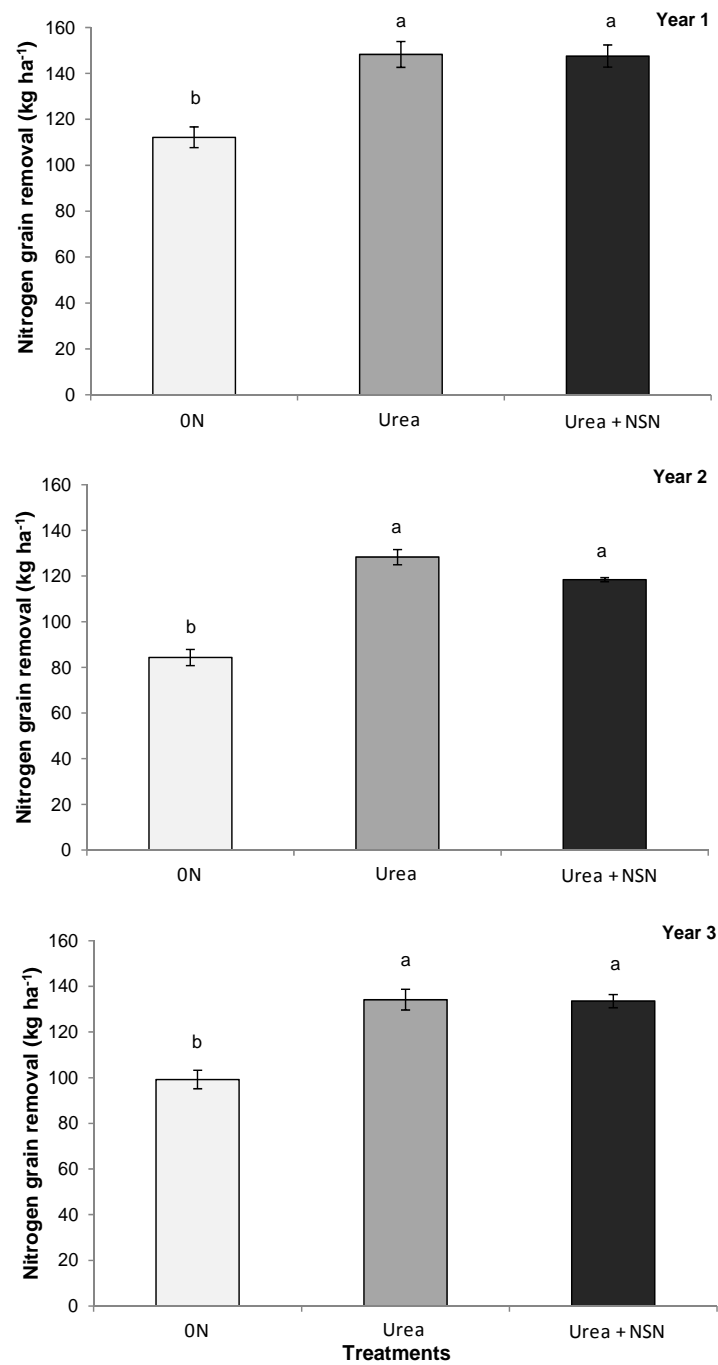 Year 1
Nitrogen grain removal (kg ha-1)
160
140
120
100
80
60
40
20
0
b
a
a
0N
Urea
Urea + NSN
Year 2
Nitrogen grain removal (kg ha-1)
160
140
120
100
80
60
40
20
0
b
a
a
0N
Urea
Urea + NSN
Year 3
Nitrogen grain removal (kg ha-1)
160
140
120
100
80
60
40
20
0
b
a
a
0N
Urea
Urea + NSN
Treatments